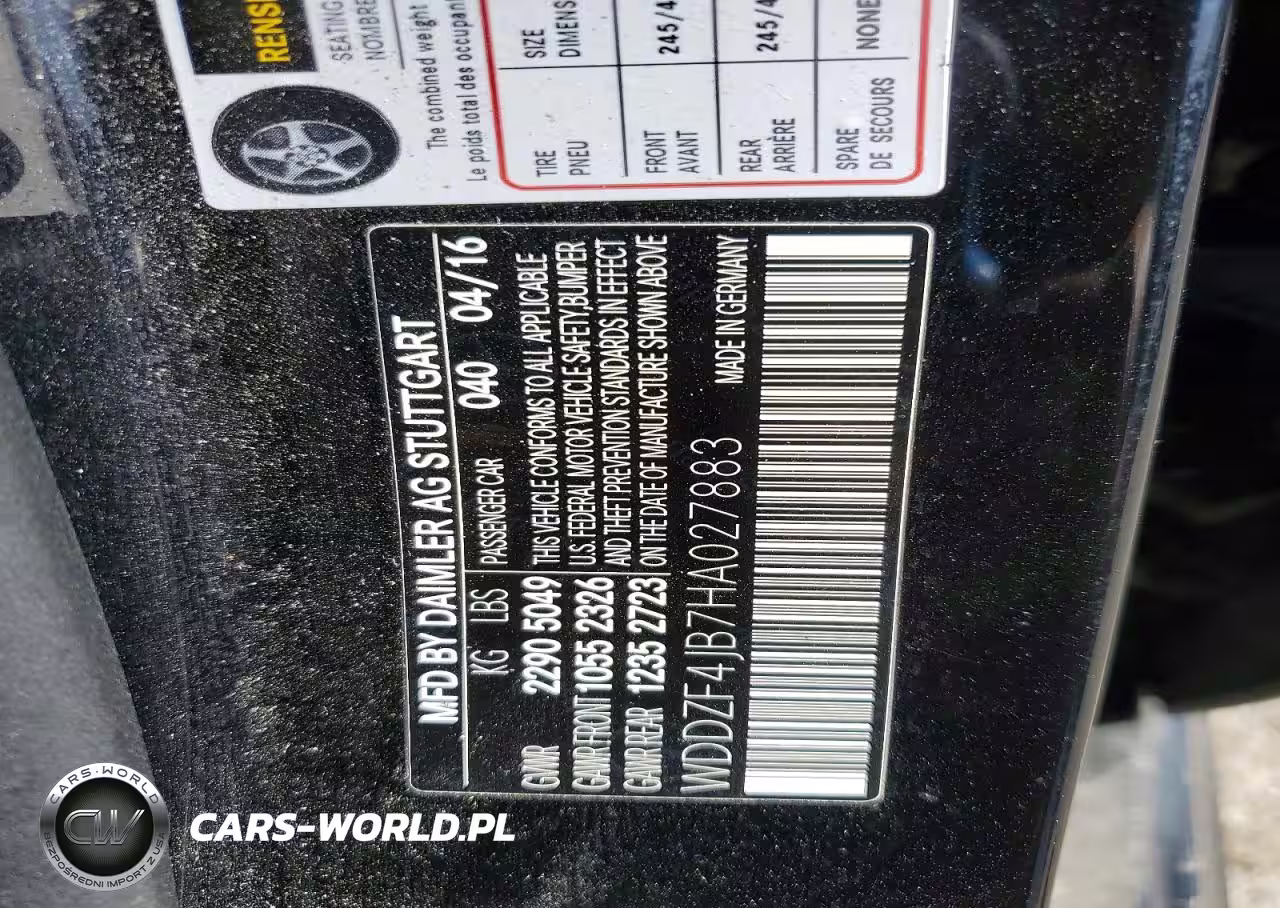 RENSE
SEATING
NOMBRE
The combined weight
Le poids total des occupant
TIRE SIZE
PNEU DIMENS
FRONT 245/4
AVANT
REAR 245/4
ARRIÈRE
SPARE NONE
DE SECOURS
MFD BY DAIMLER AG STUTTGART
KG LBS PASSENGER CAR 040 04/16
GVWR 2290 5049
GAWR FRONT 1055 2326
GAWR REAR 1235 2723
THIS VEHICLE CONFORMS TO ALL APPLICABLE
U.S. FEDERAL MOTOR VEHICLE SAFETY,BUMPER
AND THEFT PREVENTION STANDARDS IN EFFECT
ON THE DATE OF MANUFACTURE SHOWN ABOVE
WDDZF4JB7HA027883 MADE IN GERMANY
CARS-WORLD
CW
BEZPOŚREDNI IMPORT Z USA
CARS-WORLD.PL